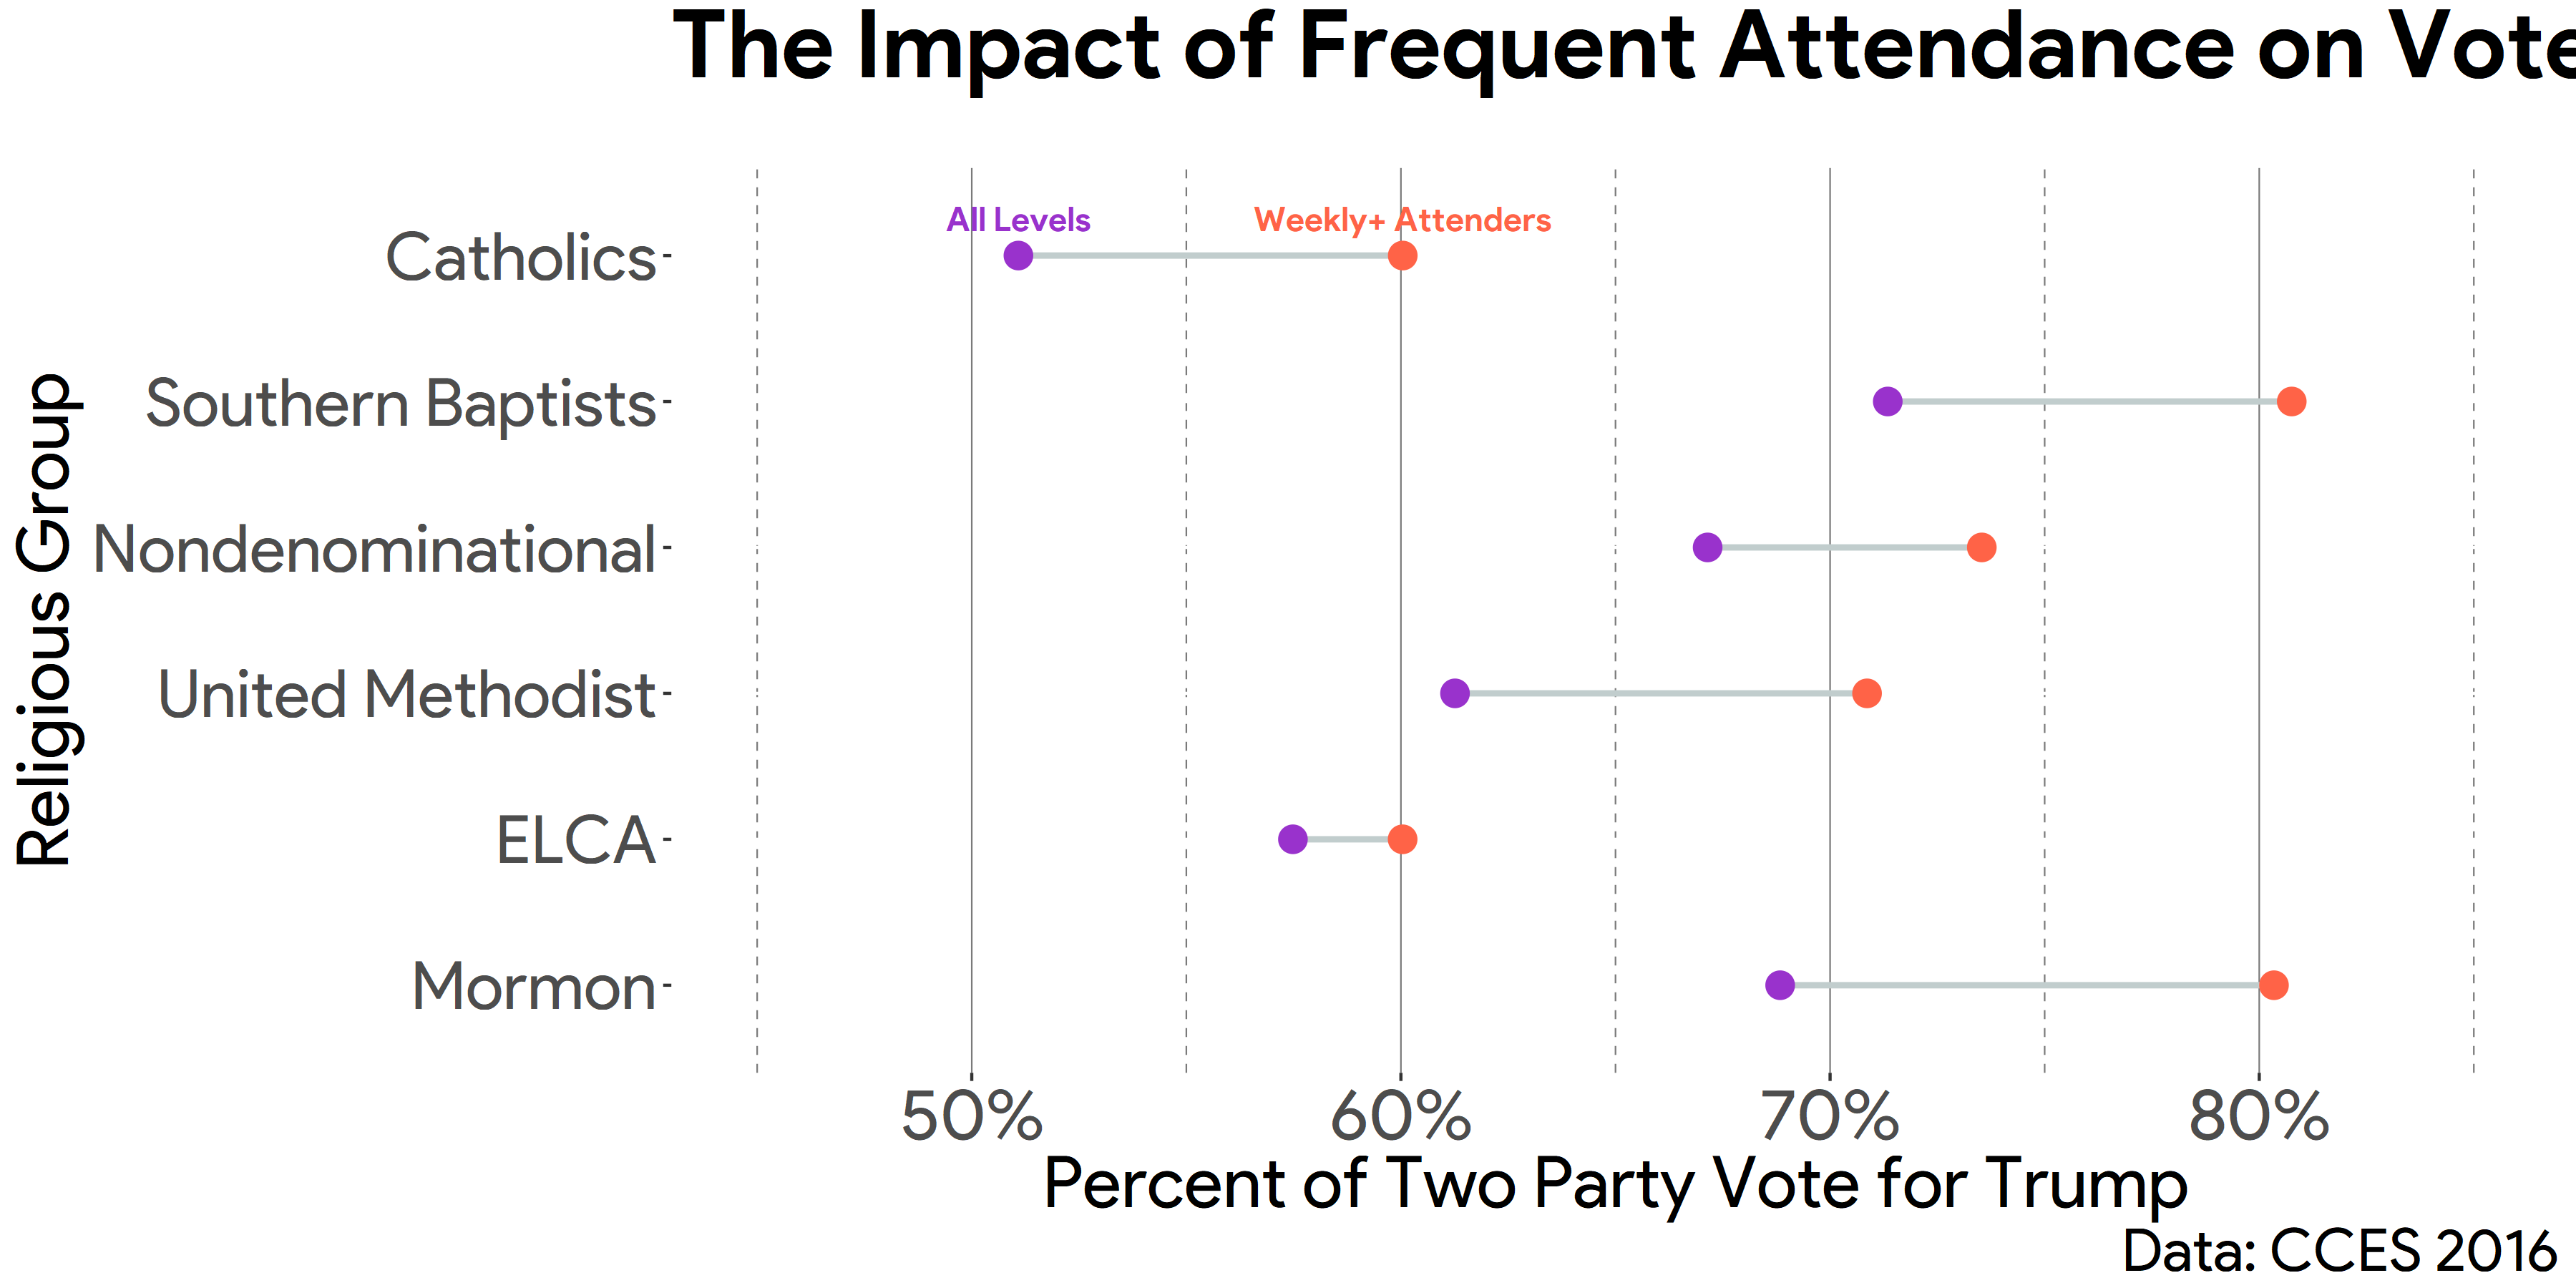 The Impact of Frequent Attendance on Vote
All Levels
Weekly+ Attenders
Catholics
Southern Baptists
Nondenominational
United Methodist
ELCA
Mormon
Religious Group
50% 60% 70% 80%
Percent of Two Party Vote for Trump
Data: CCES 2016